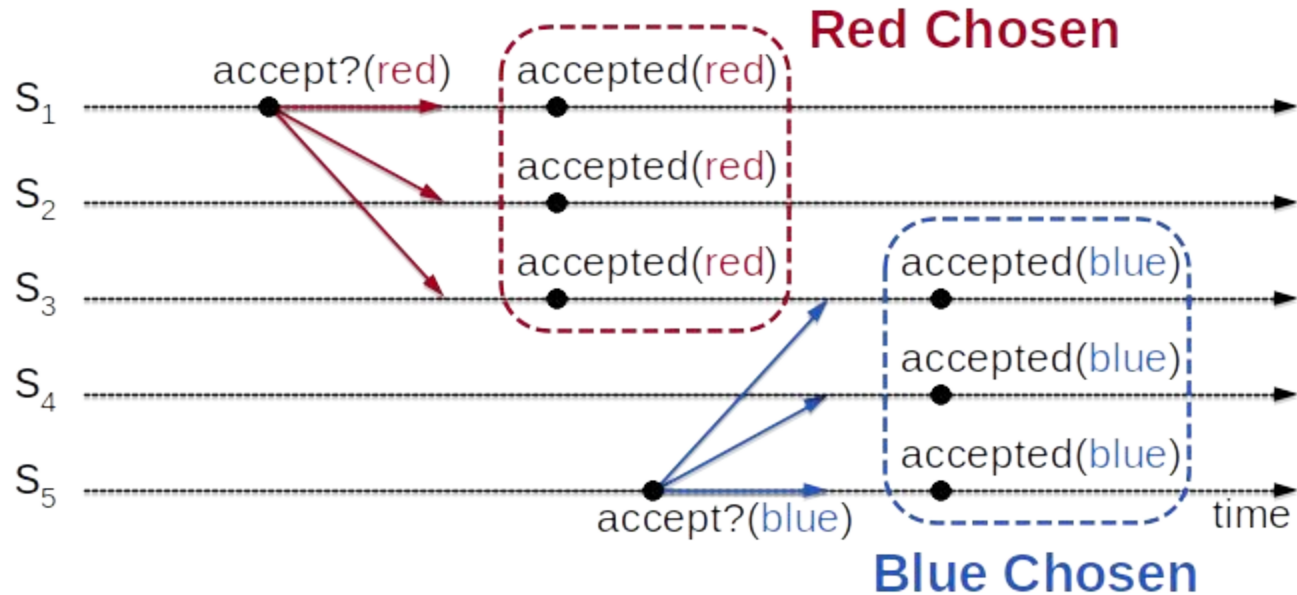 Red Chosen
accept?(red) accepted(red)
S1
accepted(red)
S2
accepted(red) accepted(blue)
S3
accepted(blue)
S4
accepted(blue)
S5
accept?(blue) time
Blue Chosen